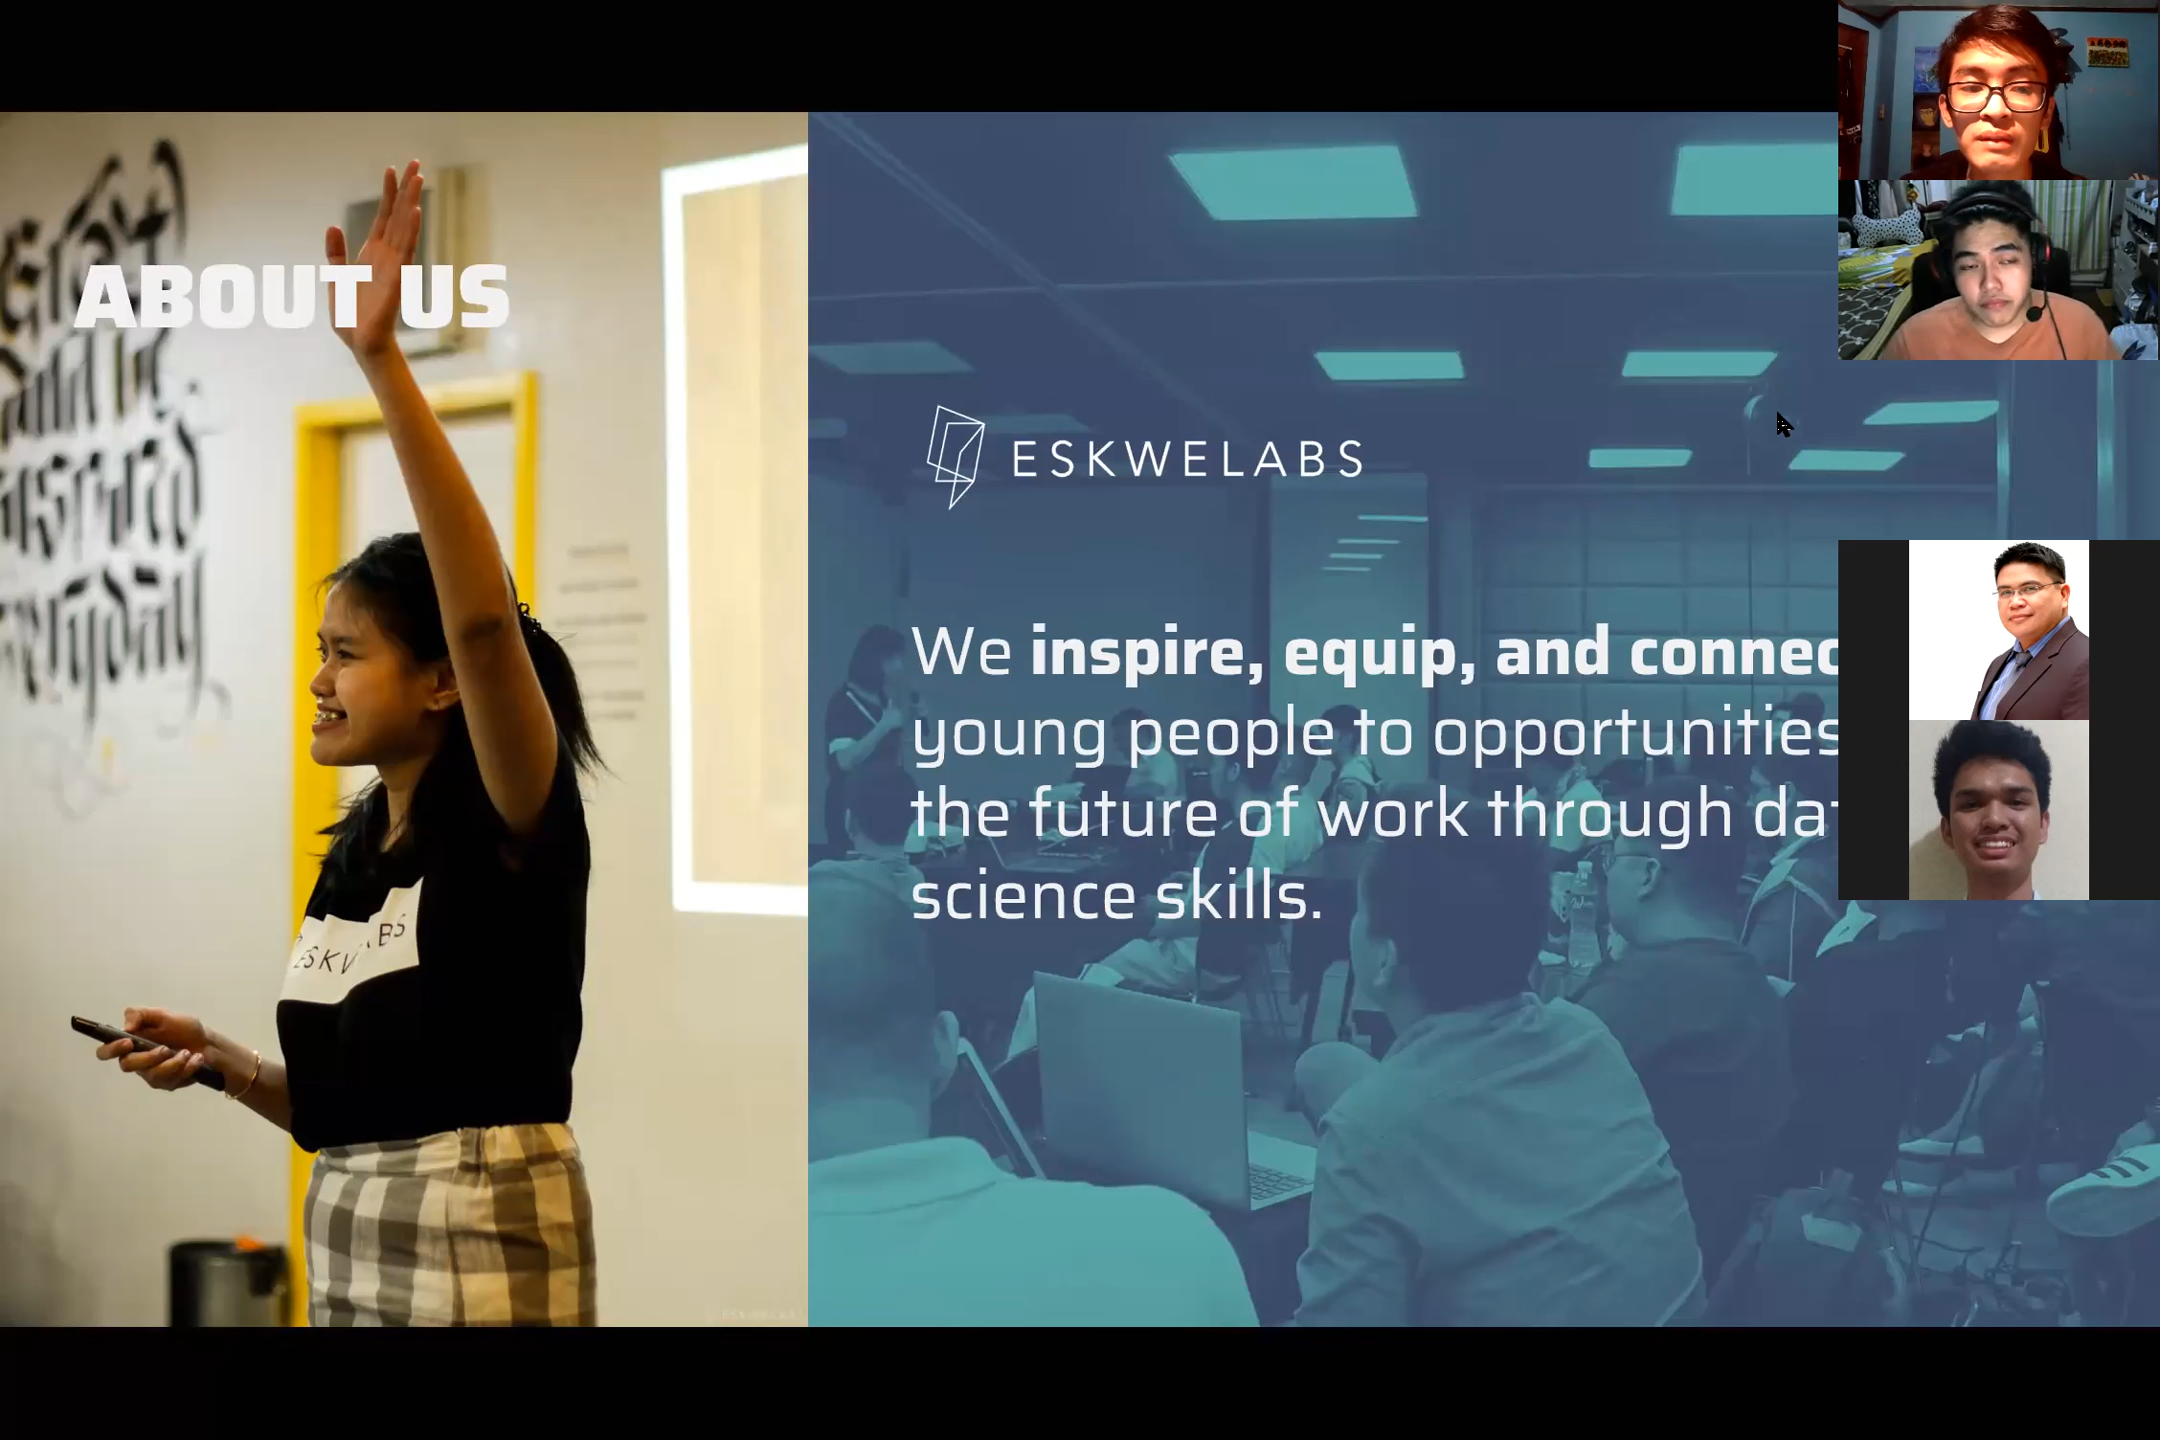 ABOUT US
ESKWELABS
We inspire, equip, and connec
young people to opportunities
the future of work through da
science skills.
everyday